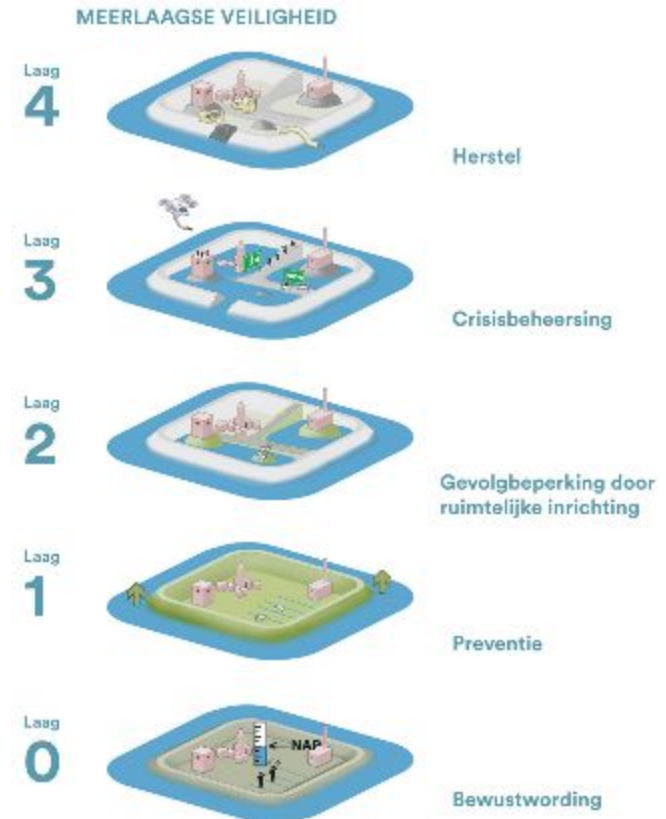 MEERLAAGSE VEILIGHEID
Laag
4
Herstel
Laag
3
Crisisbeheersing
Laag
2
Gevolgbeperking door
ruimtelijke inrichting
Laag
1
Preventie
Laag
0
NAP
Bewustwording